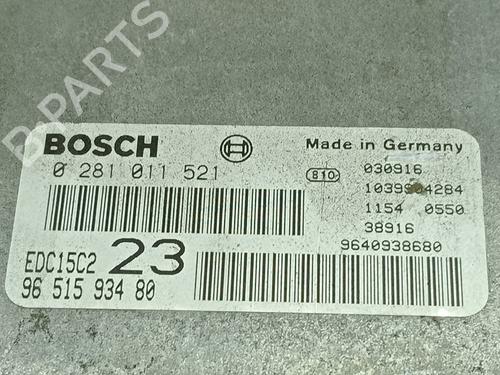 B-PARTS
BOSCH
Made in Germany
0 281 011 521
810
030916
1154 0550
38916
9640938680
EDC15C2 23
96 515 934 80